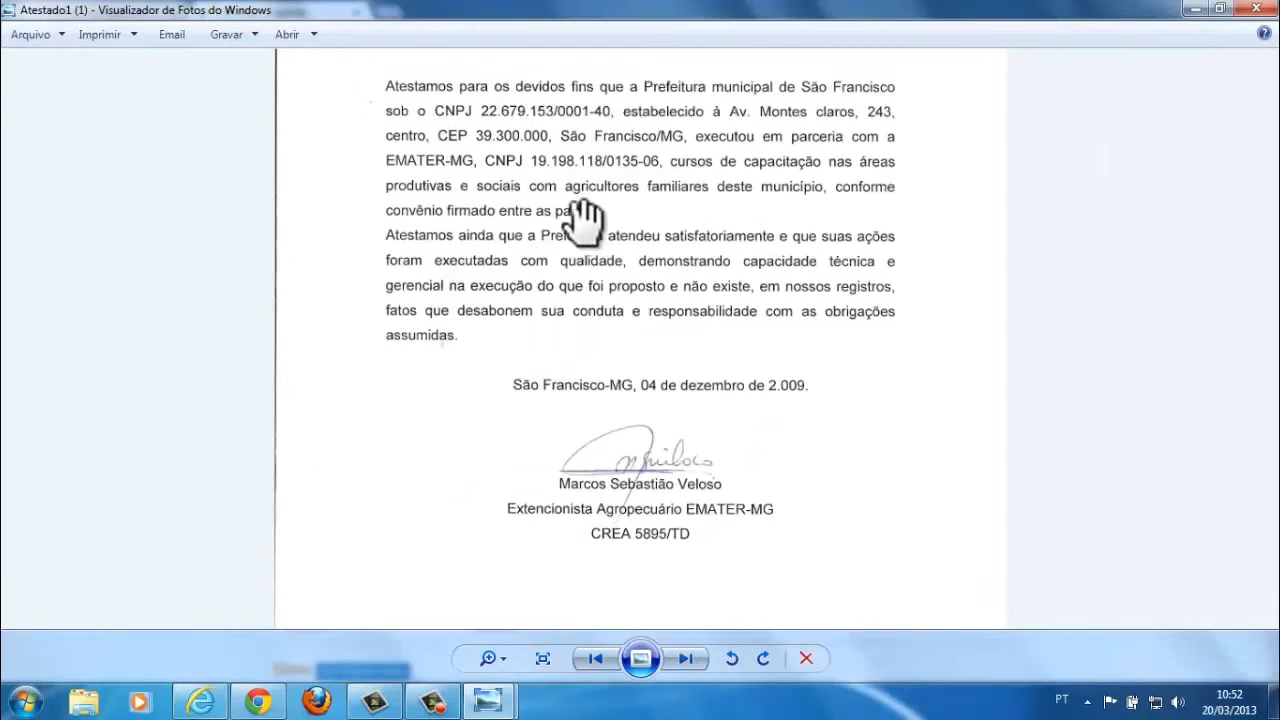 Atestado1 (1) - Visualizador de Fotos do Windows
Arquivo Imprimir Email Gravar Abrir
Atestamos para os devidos fins que a Prefeitura municipal de São Francisco
sob o CNPJ 22.679.153/0001-40, estabelecido à Av. Montes claros, 243,
centro, CEP 39.300.000, São Francisco/MG, executou em parceria com a
EMATER-MG, CNPJ 19.198.118/0135-06, cursos de capacitação nas áreas
produtivas e sociais com agricultores familiares deste município, conforme
convênio firmado entre as
Atestamos ainda que a atendeu satisfatoriamente e que suas ações
foram executadas com qualidade, demonstrando capacidade técnica e
gerencial na execução do que foi proposto e não existe, em nossos registros,
fatos que desabonem sua conduta e responsabilidade com as obrigações
assumidas.
São Francisco-MG, 04 de dezembro de 2.009.
Marcos Sebastião Veloso
Extencionista Agropecuário EMATER-MG
CREA 5895/TD
PT
10:52
20/03/2013